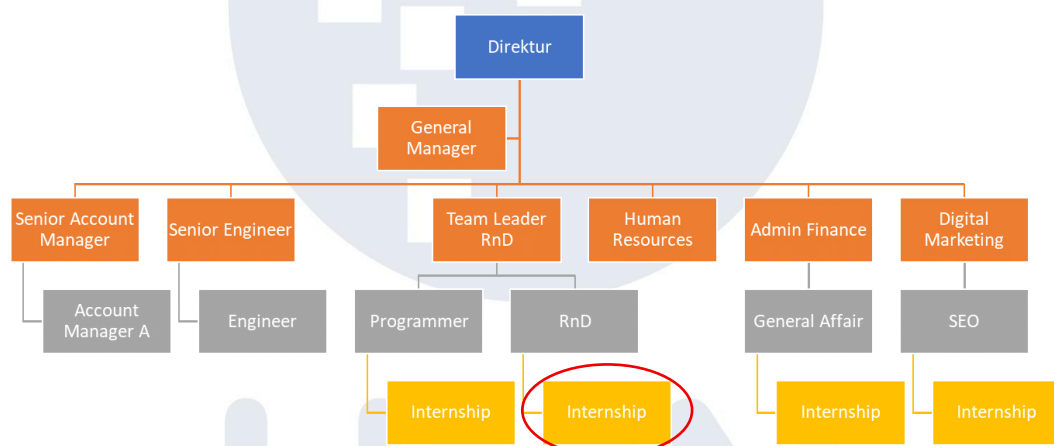 Direktur
General
Manager
Senior Account
Manager
Senior Engineer
Team Leader
RnD
Human
Resources
Admin Finance
Digital
Marketing
Account
Manager A
Engineer
Programmer
RnD
General Affair
SEO
Internship
Internship
Internship
Internship